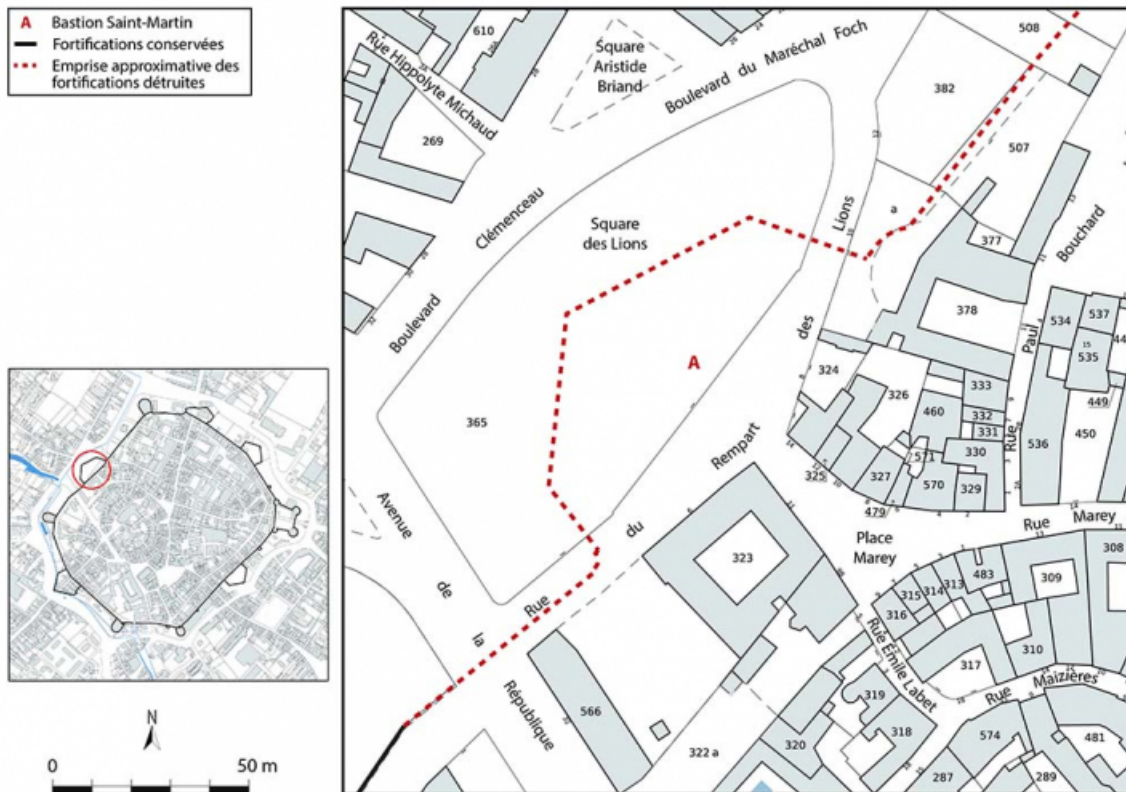 A Bastion Saint-Martin
Fortifications conservées
Emprise approximative des
fortifications détruites
N
0 50 m
610
508
Square
Aristide
Briand
Boulevard du Maréchal Foch
Rue Hippolyte Michaud
382
269
507
a
Lions
Clémenceau
Square
des Lions
377
Bouchard
Boulevard
378
des
Paul
534
537
15
535
A
324
326
333
449
365
460
332
331
Rue
536
450
Rempart
330
325
327
571
570
329
479
Avenue
du
Place
Marey
Rue Marey
323
308
483
309
313
314
315
316
de
Rue
la
Rue Émile Labet
310
317
Rue Maizières
République
566
319
318
320
322 a
574
481
287
289